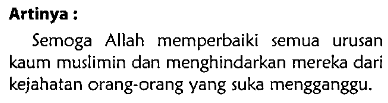 Artinya :
Semoga Allah memperbaiki semua urusan
kaum muslimin dan menghindarkan mereka dari
kejahatan orang-orang yang suka mengganggu.